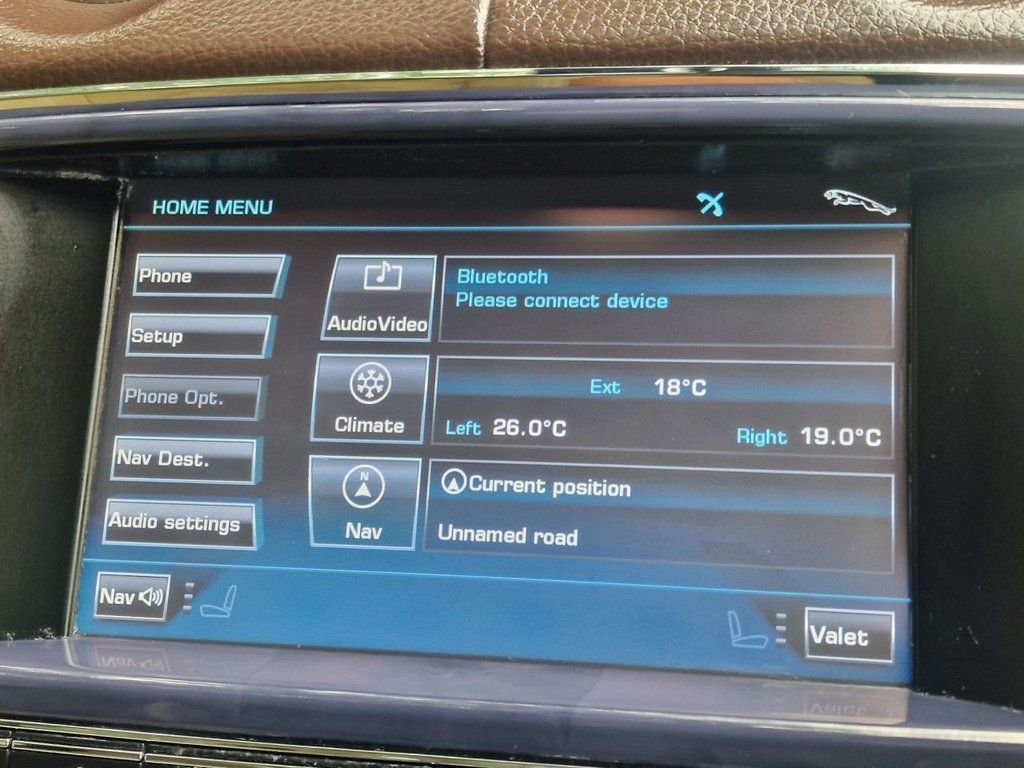 HOME MENU
Phone
Setup
Phone Opt.
Nav Dest.
Audio settings
AudioVideo
Bluetooth
Please connect device
Climate
Ext 18°C
Left 26.0°C
Right 19.0°C
N
Nav
Current position
Unnamed road
Nav
Valet